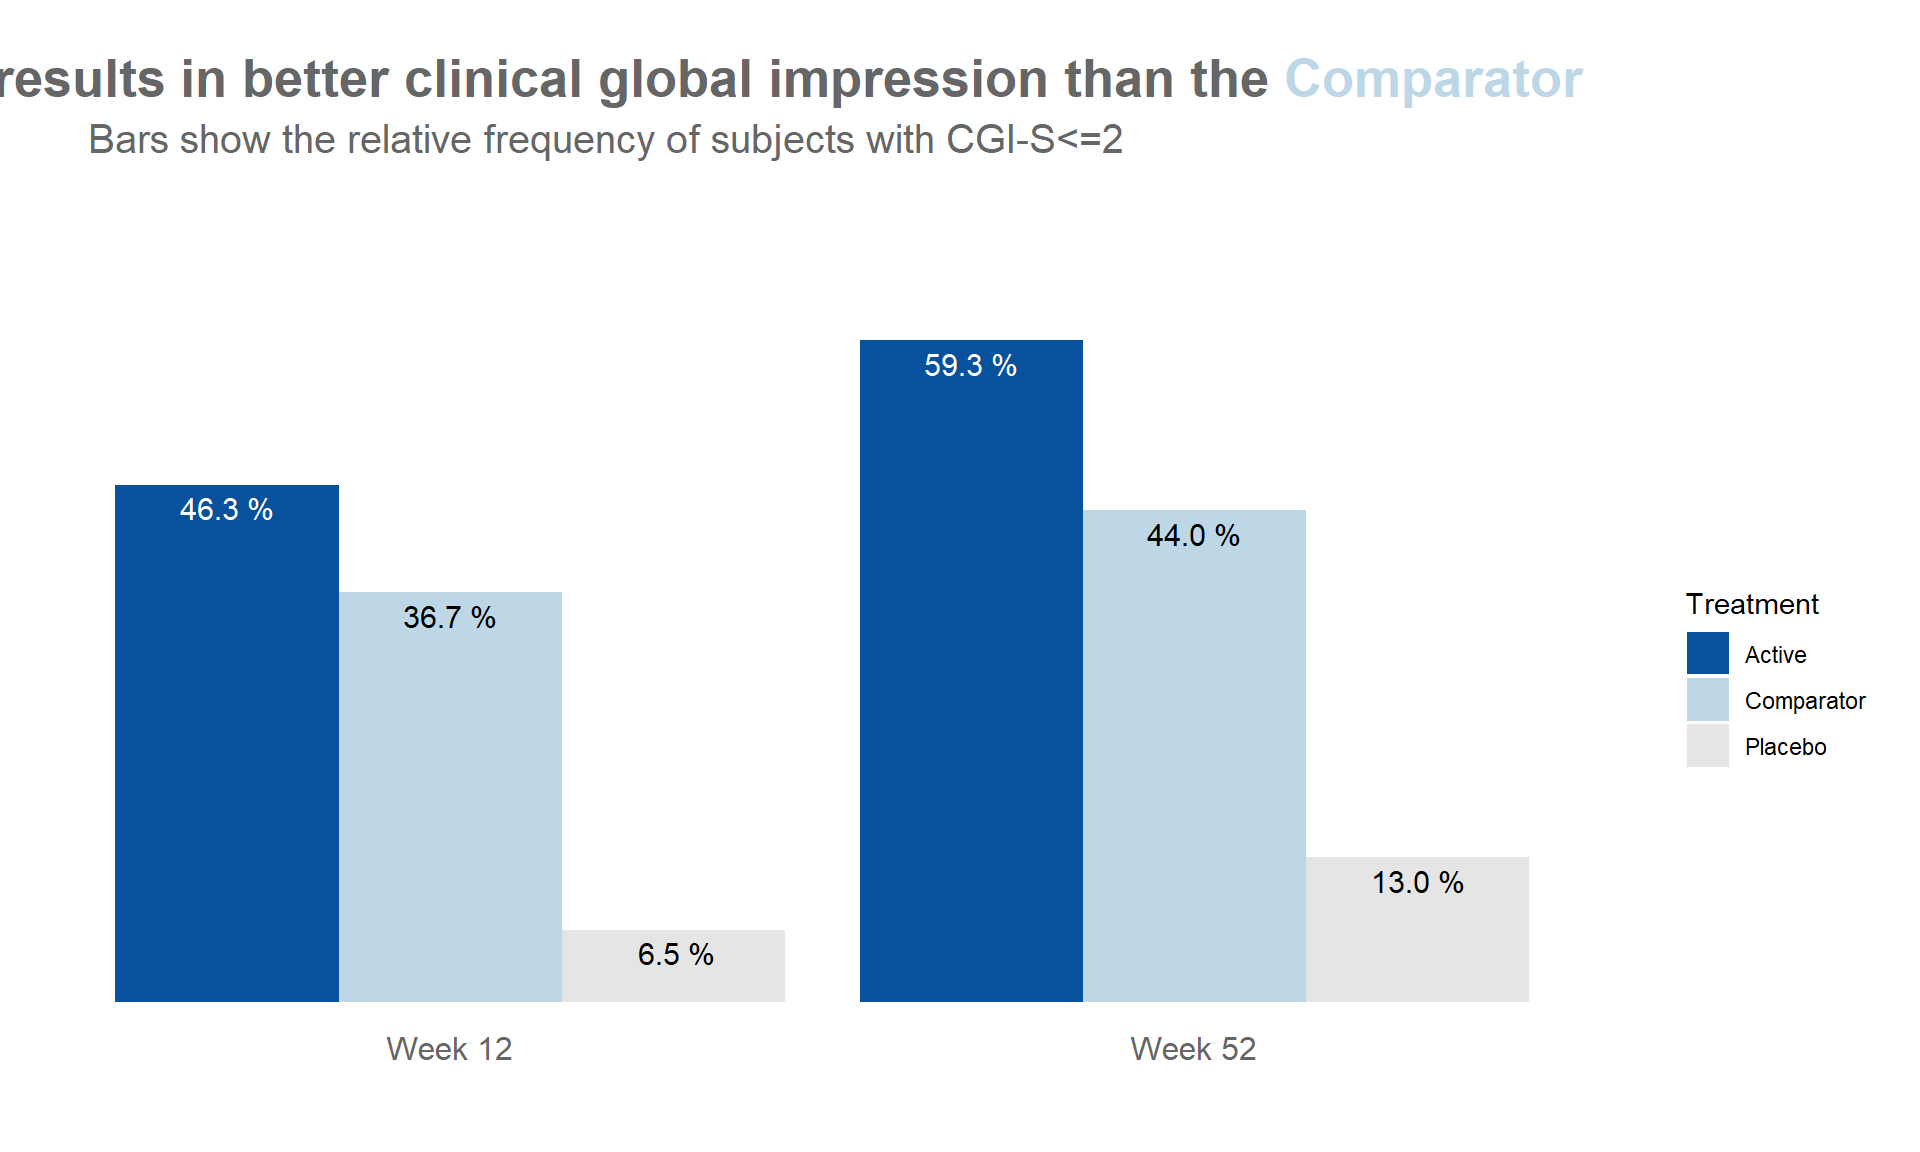 results in better clinical global impression than the Comparator
Bars show the relative frequency of subjects with CGI-S<=2
59.3 %
46.3 %
44.0 %
36.7 %
13.0 %
6.5 %
Treatment
Active
Comparator
Placebo
Week 12
Week 52